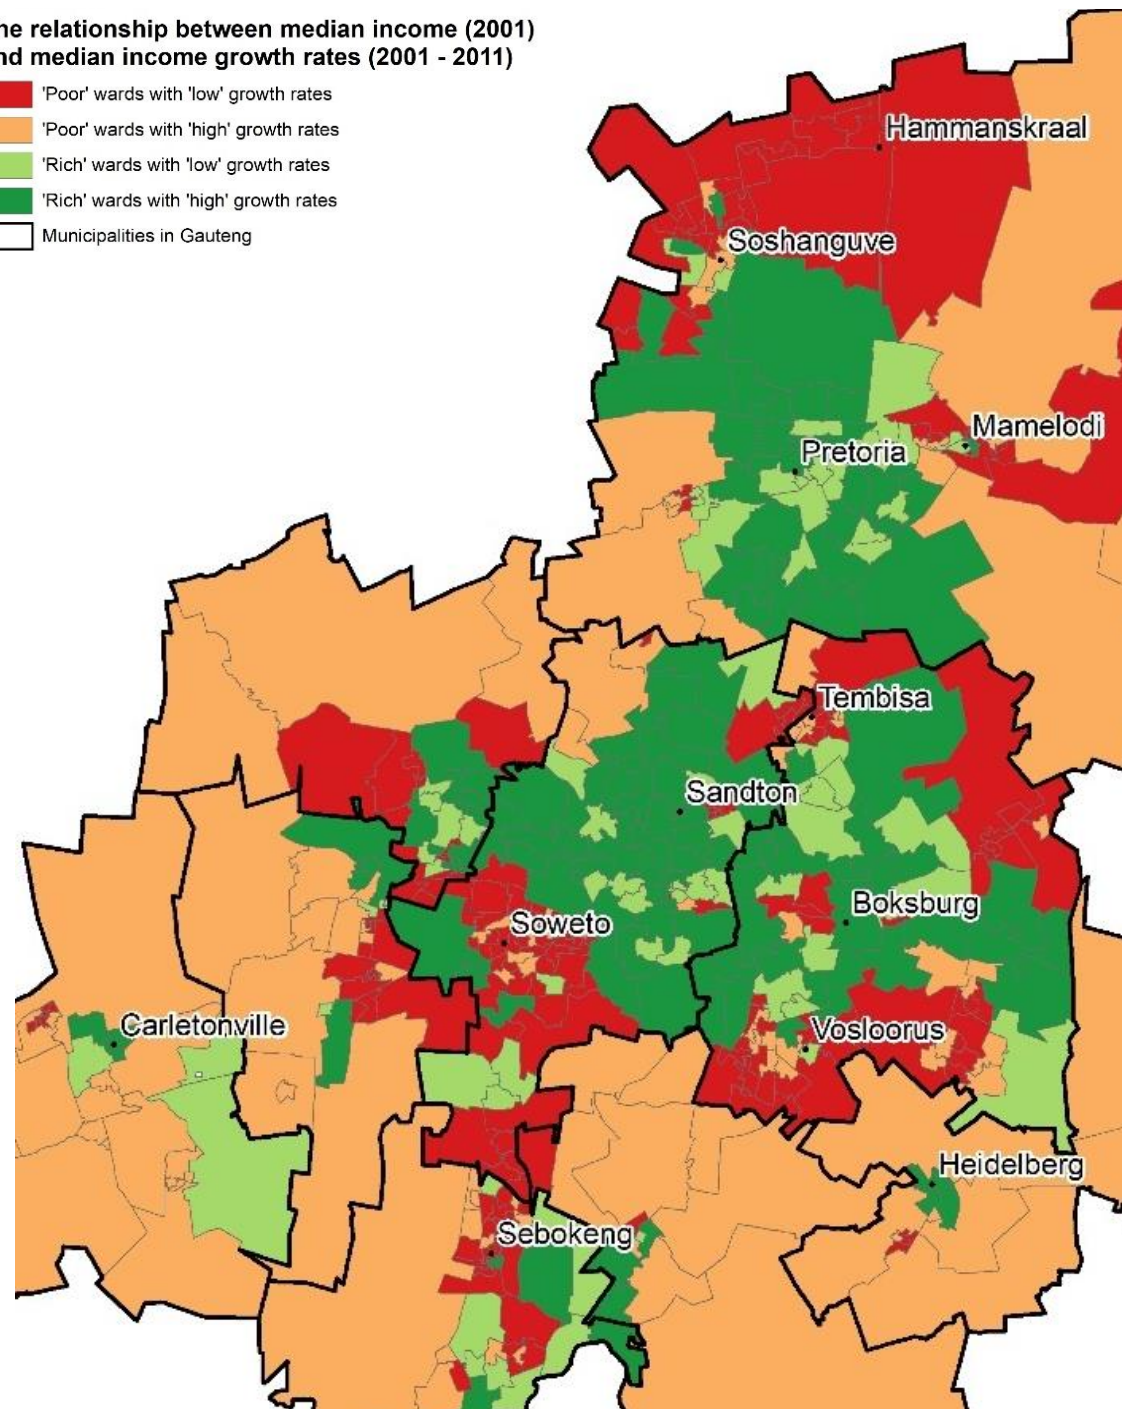 he relationship between median income (2001)
nd median income growth rates (2001 - 2011)
'Poor' wards with 'low' growth rates
'Poor' wards with 'high' growth rates
'Rich' wards with 'low' growth rates
'Rich' wards with 'high' growth rates
Municipalities in Gauteng
Hammanskraal
Soshanguve
Mamelodi
Pretoria
Tembisa
Sandton
Boksburg
Soweto
Carletonville
Vosloorus
Heidelberg
Sebokeng